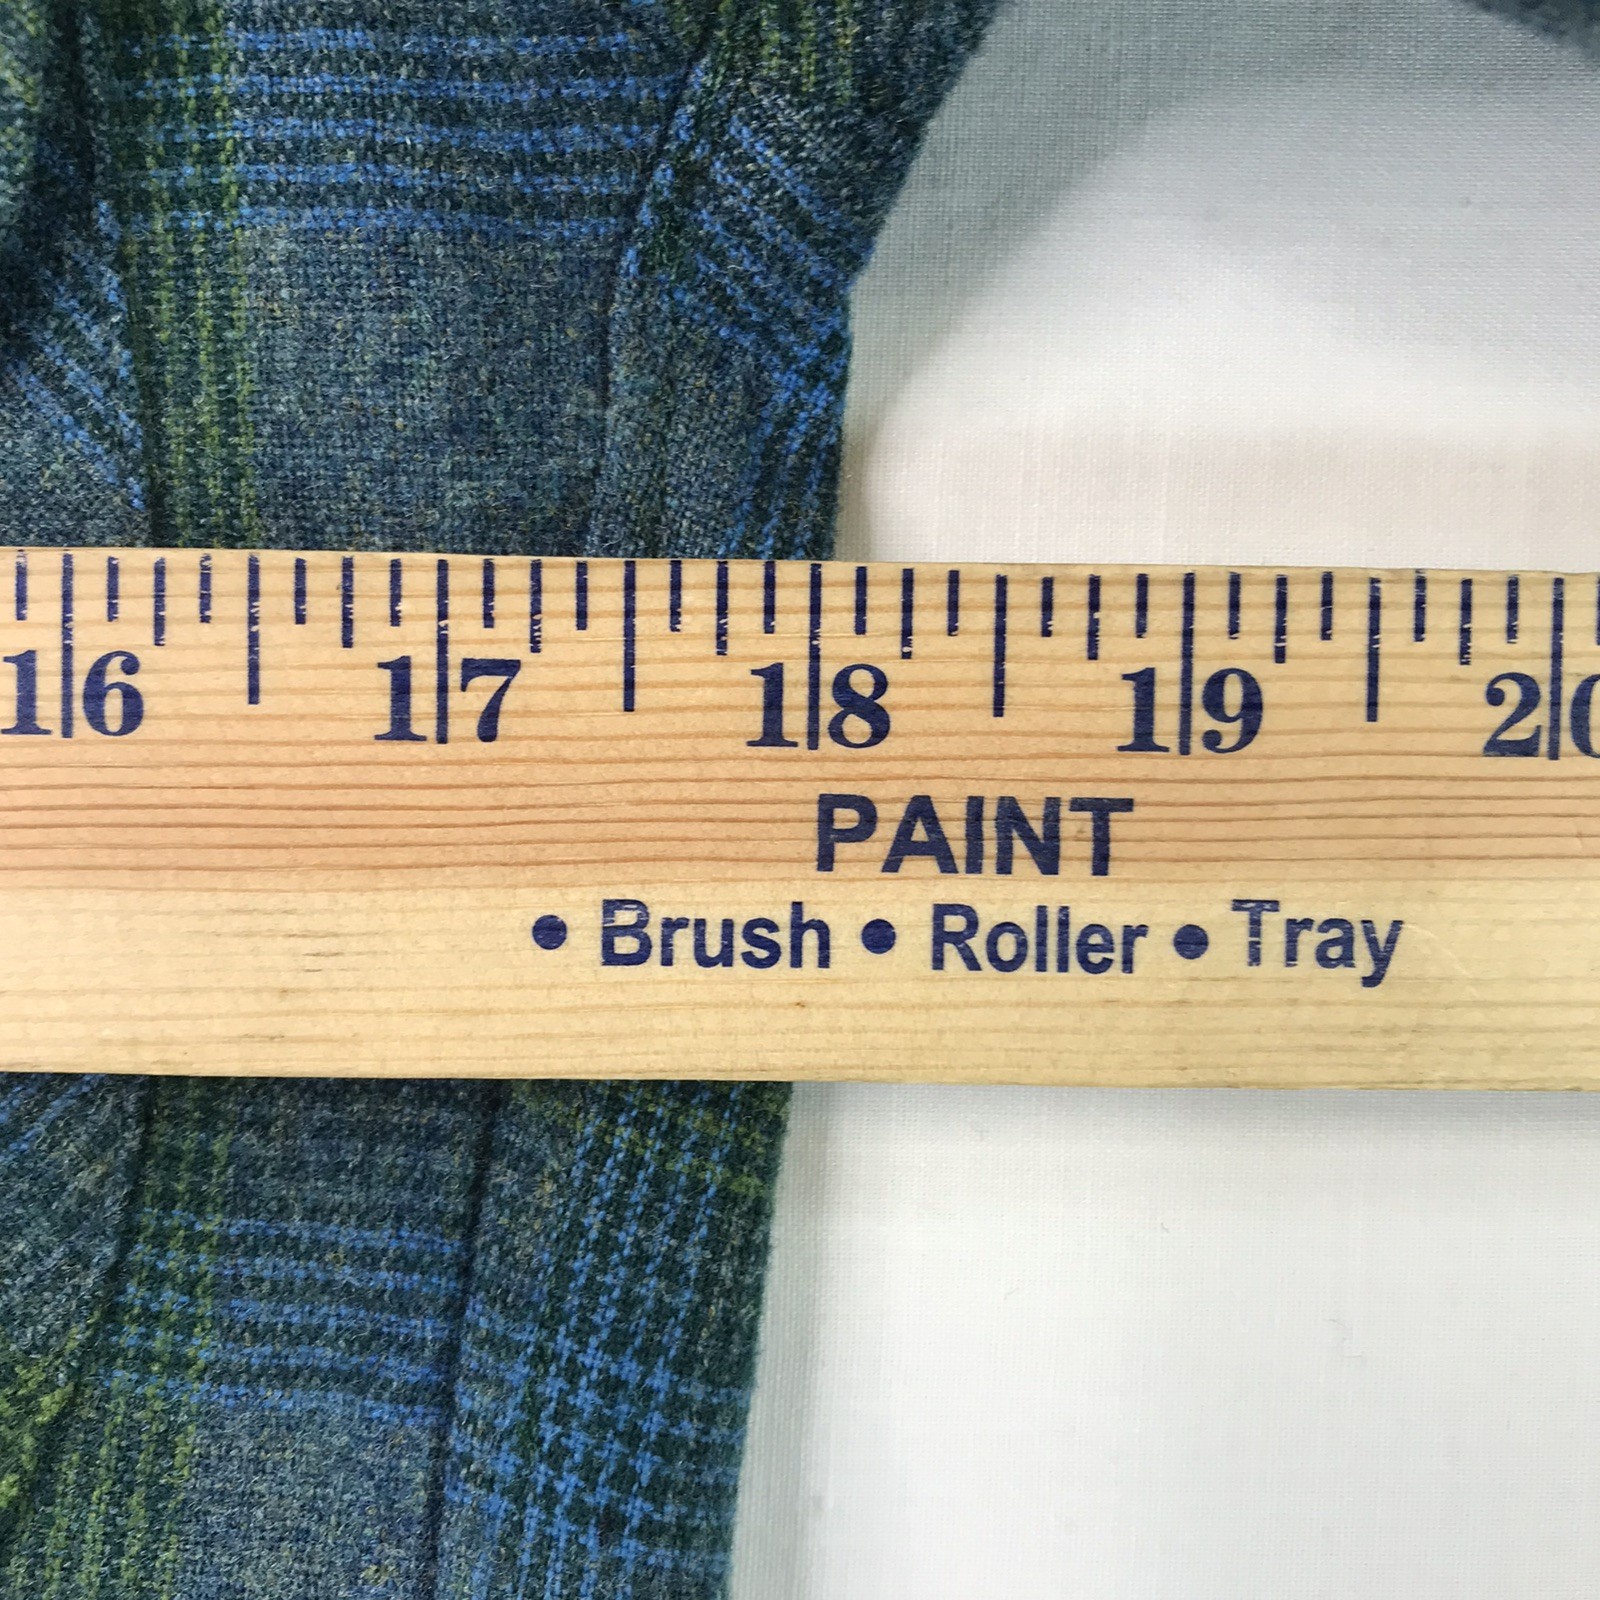 16 17 18 19 20
PAINT
• Brush • Roller • Tray